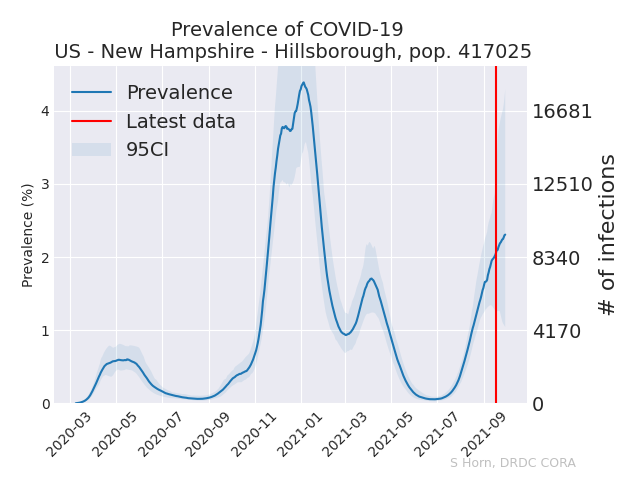 Prevalence of COVID-19
US - New Hampshire - Hillsborough, pop. 417025
Prevalence
Latest data
95CI
Prevalence (%)
4
3
2
1
0
16681
12510
8340
4170
0
# of infections
2020-03
2020-05
2020-07
2020-09
2020-11
2021-01
2021-03
2021-05
2021-07
2021-09
S Horn, DRDC CORA